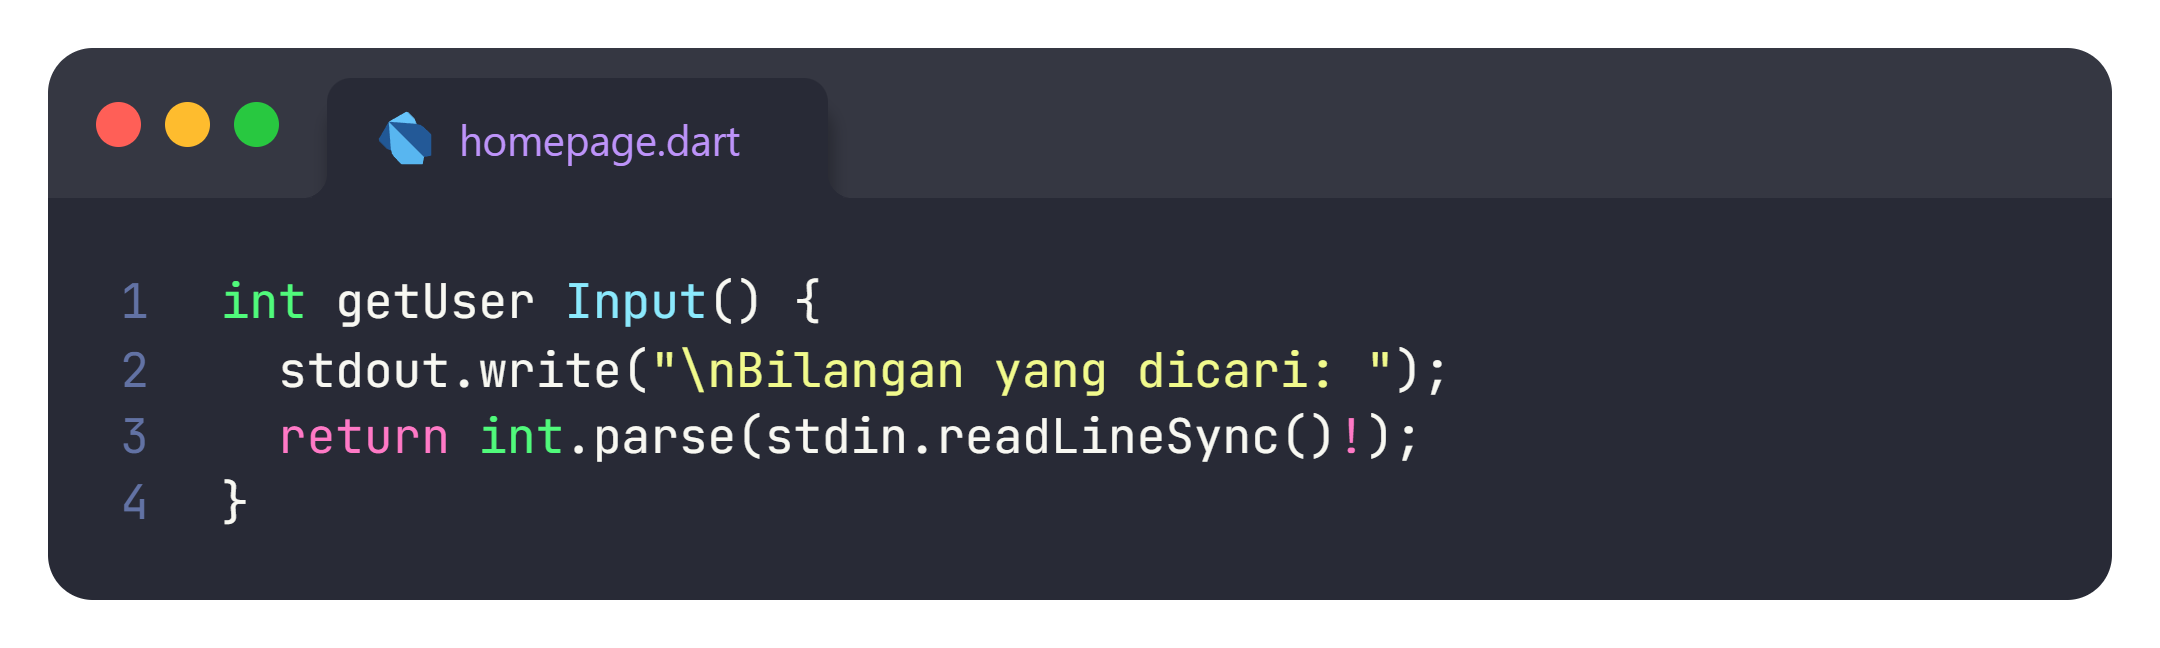 homepage.dart
1 int getUser Input() {
2   stdout.write("\nBilangan yang dicari: ");
3   return int.parse(stdin.readLineSync()!);
4 }